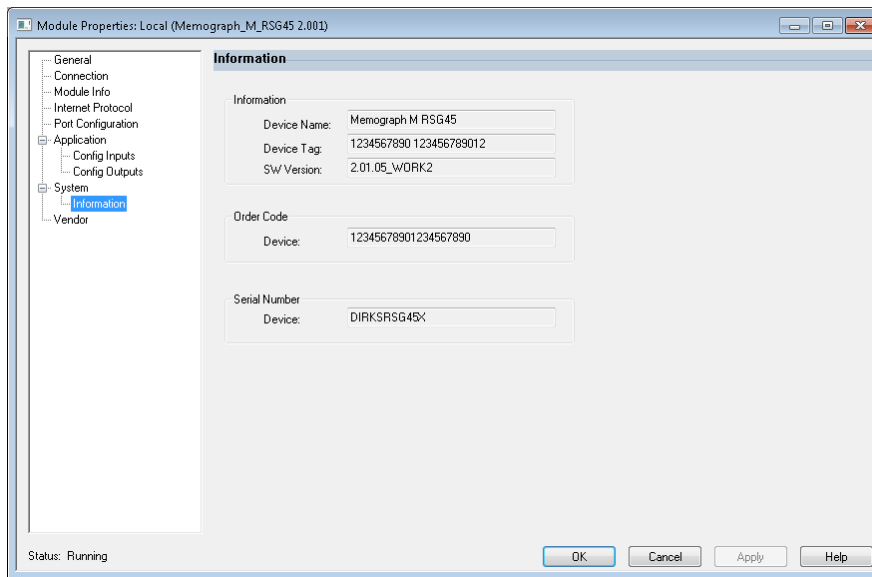 Module Properties: Local (Memograph_M_RSG45 2.001)
General
Connection
Module Info
Internet Protocol
Port Configuration
Application
Config Inputs
Config Outputs
System
Information
Vendor
Information
Information
Device Name: Memograph M RSG45
Device Tag: 1234567890 123456789012
SW Version: 2.01.05_WORK2
Order Code
Device: 12345678901234567890
Serial Number
Device: DIRKSRSG45X
Status: Running
OK Cancel Apply Help